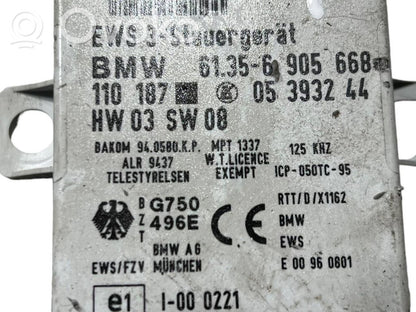 EWS 3-Steuergerät
BMW 61.35-6 905 668
110 187 05 3932 44
HW 03 SW 08
BAKOM 94.0580.K.P. MPT 1337 125 KHZ
ALR 9437 W.T.LICENCE
TELESTYRELSEN EXEMPT ICP-050TC-95
BZT G750 496E CE RTT/D/X1162
BMW
BMW AG EWS
EWS/FZV MÜNCHEN E 00 96 0801
e1 I-00 0221